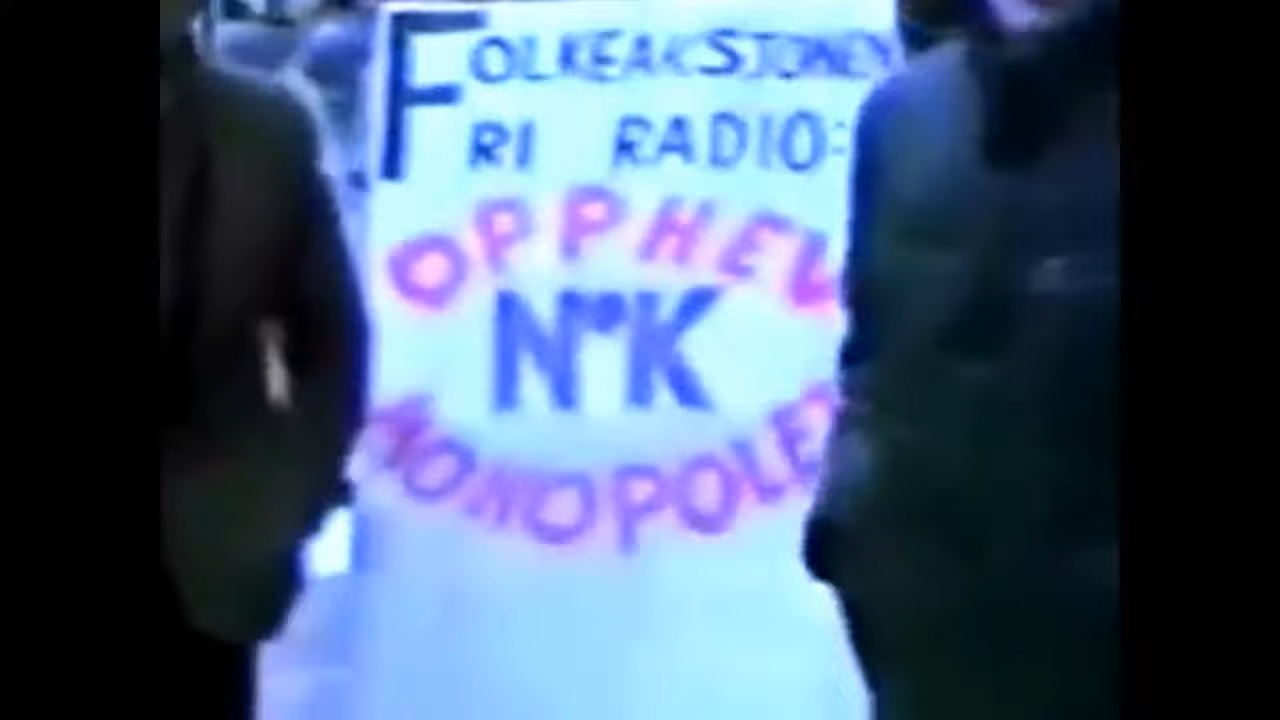 FOLKEAKSJONEN
FRI RADIO:
OPPHEV
NRK
MONOPOLET